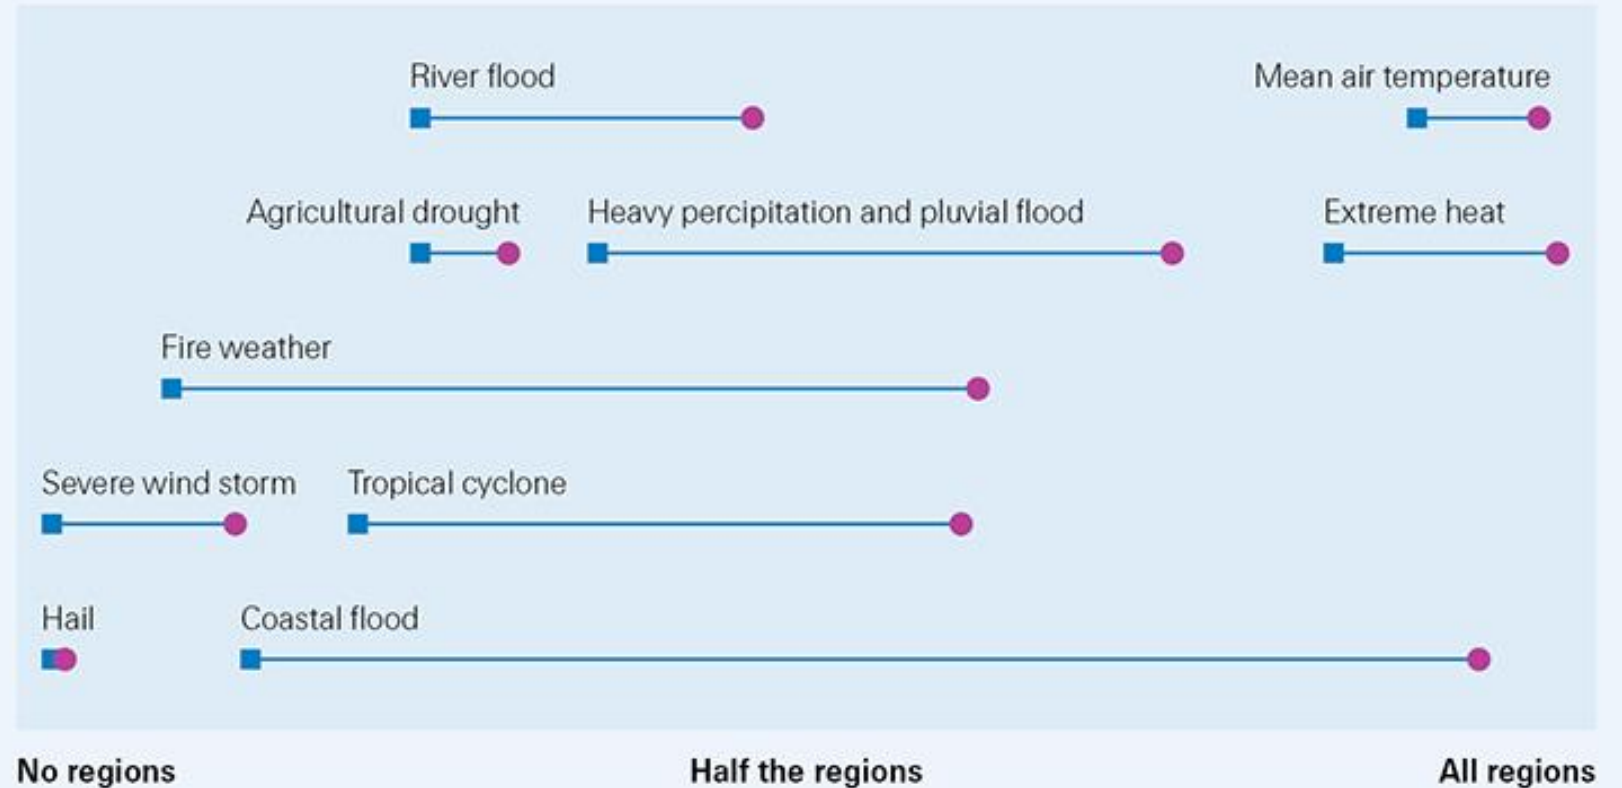 River flood
Mean air temperature
Agricultural drought
Heavy percipitation and pluvial flood
Extreme heat
Fire weather
Severe wind storm
Tropical cyclone
Hail
Coastal flood
No regions
Half the regions
All regions